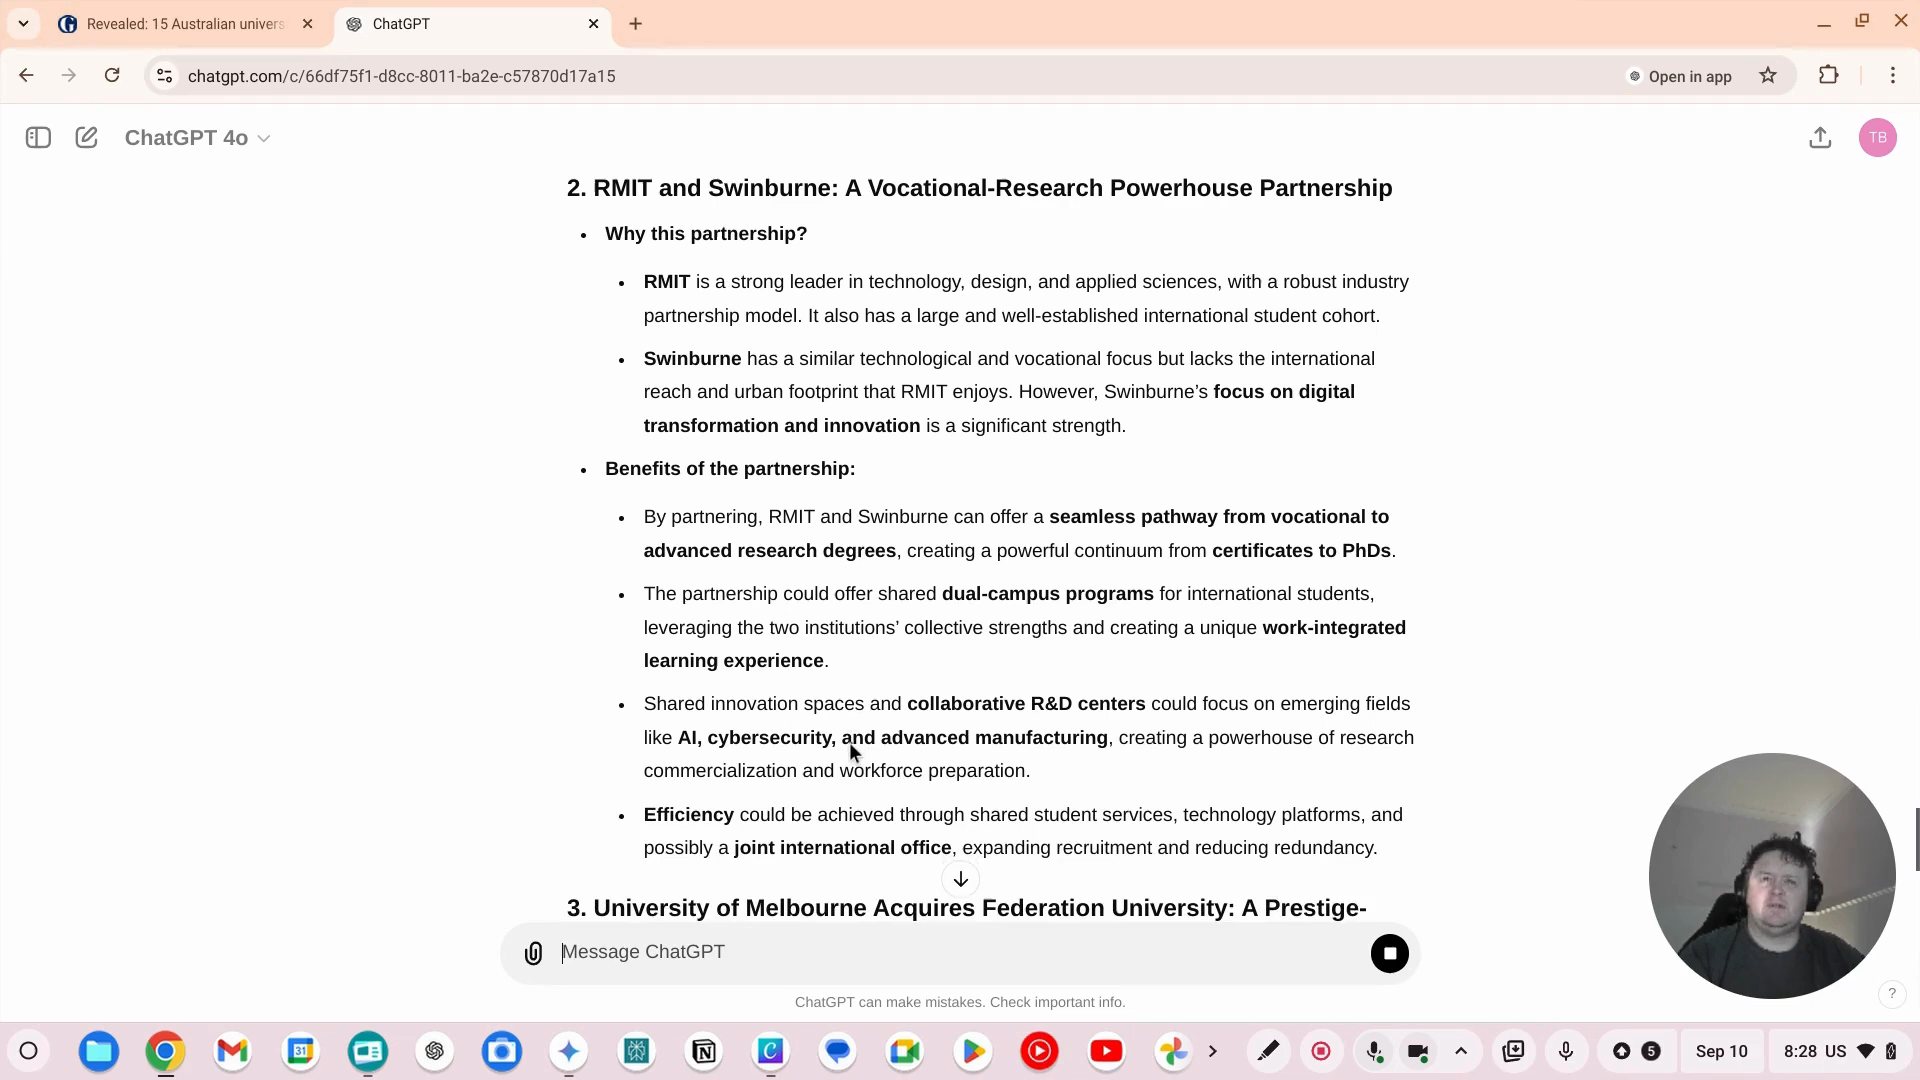 Revealed: 15 Australian univers
ChatGPT
chatgpt.com/c/66df75f1-d8cc-8011-ba2e-c57870d17a15
Open in app
ChatGPT 4o
TB
2. RMIT and Swinburne: A Vocational-Research Powerhouse Partnership
• Why this partnership?
• RMIT is a strong leader in technology, design, and applied sciences, with a robust industry
partnership model. It also has a large and well-established international student cohort.
• Swinburne has a similar technological and vocational focus but lacks the international
reach and urban footprint that RMIT enjoys. However, Swinburne’s focus on digital
transformation and innovation is a significant strength.
• Benefits of the partnership:
• By partnering, RMIT and Swinburne can offer a seamless pathway from vocational to
advanced research degrees, creating a powerful continuum from certificates to PhDs.
• The partnership could offer shared dual-campus programs for international students,
leveraging the two institutions’ collective strengths and creating a unique work-integrated
learning experience.
• Shared innovation spaces and collaborative R&D centers could focus on emerging fields
like AI, cybersecurity, and advanced manufacturing, creating a powerhouse of research
commercialization and workforce preparation.
• Efficiency could be achieved through shared student services, technology platforms, and
possibly a joint international office, expanding recruitment and reducing redundancy.
3. University of Melbourne Acquires Federation University: A Prestige-
Message ChatGPT
ChatGPT can make mistakes. Check important info.
?
31
5
Sep 10
8:28 US